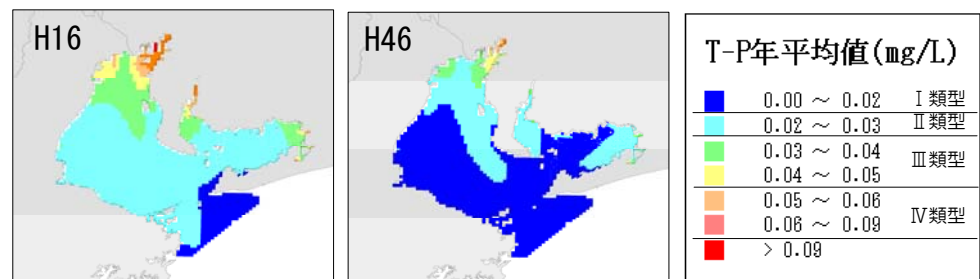 H16
H46
T-P年平均値(mg/L)
0.00 ～ 0.02 Ⅰ類型
0.02 ～ 0.03 Ⅱ類型
0.03 ～ 0.04
Ⅲ類型
0.04 ～ 0.05
0.05 ～ 0.06
Ⅳ類型
0.06 ～ 0.09
> 0.09